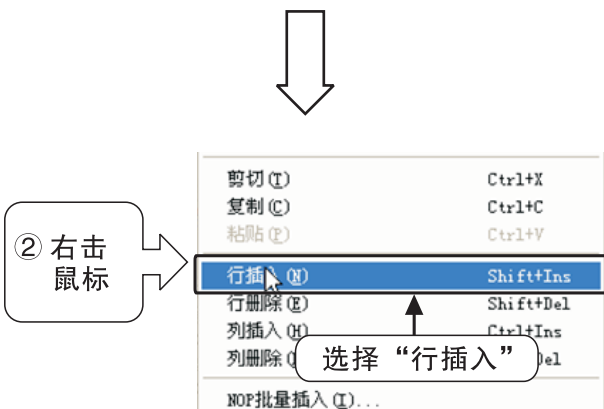 剪切(T) Ctrl+X
复制(C) Ctrl+C
粘贴(P) Ctrl+V
② 右击
鼠标
行插入(N) Shift+Ins
行删除(E) Shift+Del
列插入(H) Ctrl+Ins
列删除
选择“行插入”
NOP批量插入(I)...